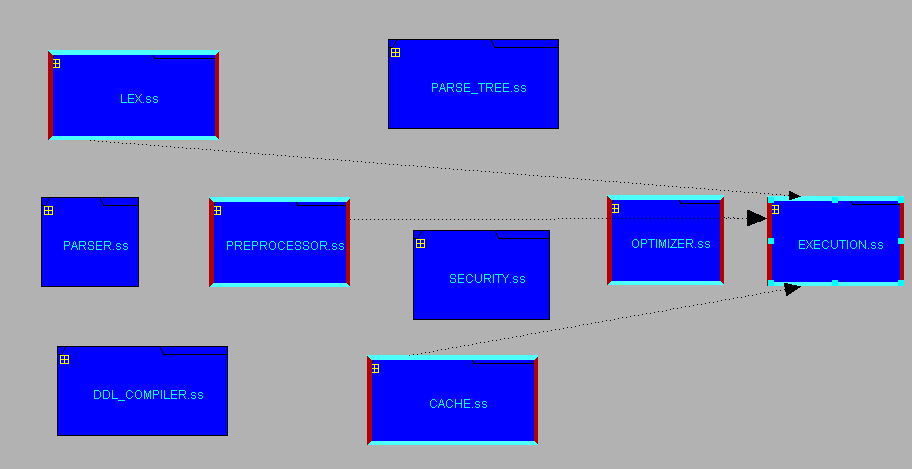 LEX.ss
PARSE_TREE.ss
PARSER.ss
PREPROCESSOR.ss
SECURITY.ss
OPTIMIZER.ss
EXECUTION.ss
DDL_COMPILER.ss
CACHE.ss